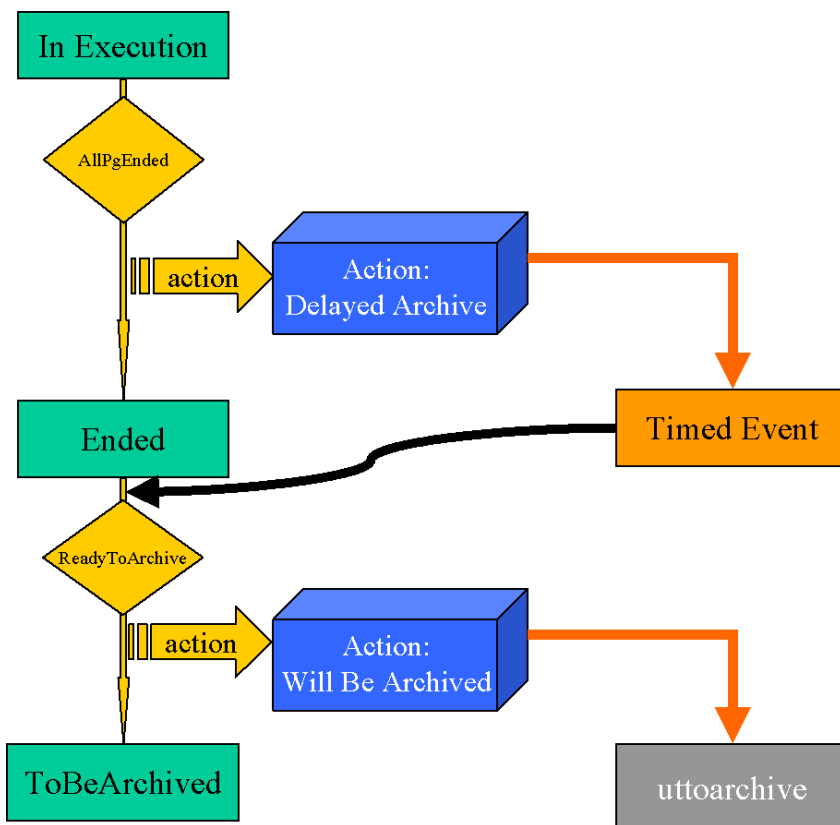 In Execution
AllPgEnded
action
Action:
Delayed Archive
Ended
Timed Event
ReadyToArchive
action
Action:
Will Be Archived
ToBeArchived
uttoarchive